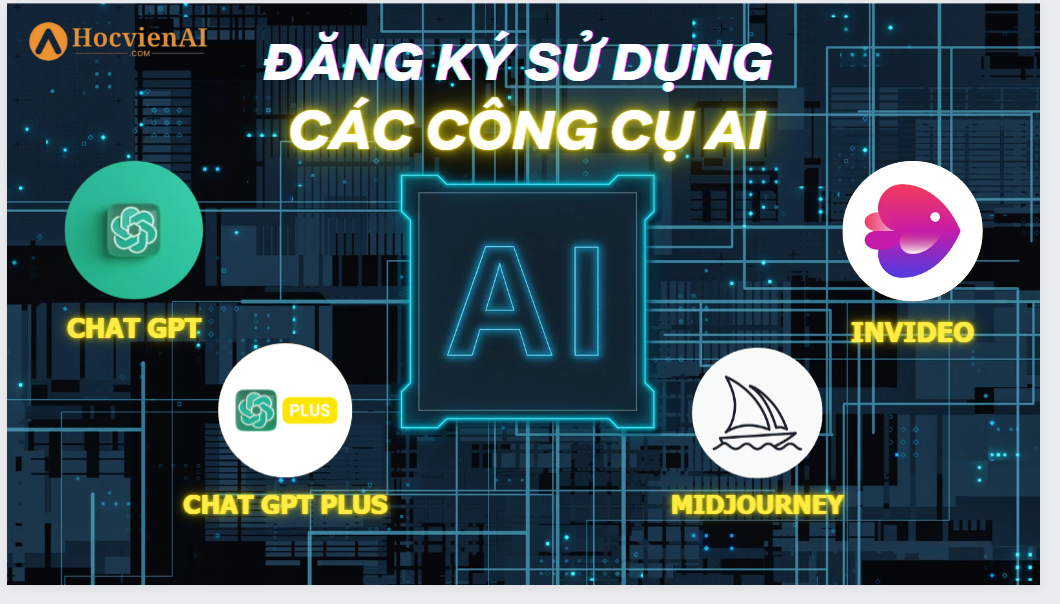 HocvienAI
.COM
ĐĂNG KÝ SỬ DỤNG
CÁC CÔNG CỤ AI
AI
CHAT GPT
INVIDEO
PLUS
CHAT GPT PLUS
MIDJOURNEY